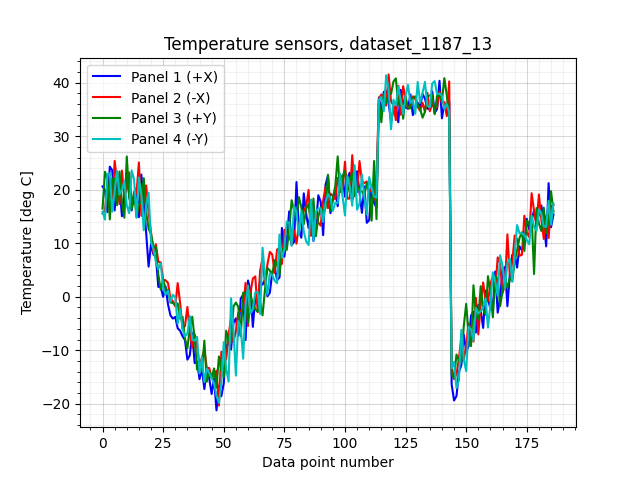 Temperature sensors, dataset_1187_13
Panel 1 (+X)
Panel 2 (-X)
Panel 3 (+Y)
Panel 4 (-Y)
Temperature [deg C]
40
30
20
10
0
−10
−20
0 25 50 75 100 125 150 175
Data point number